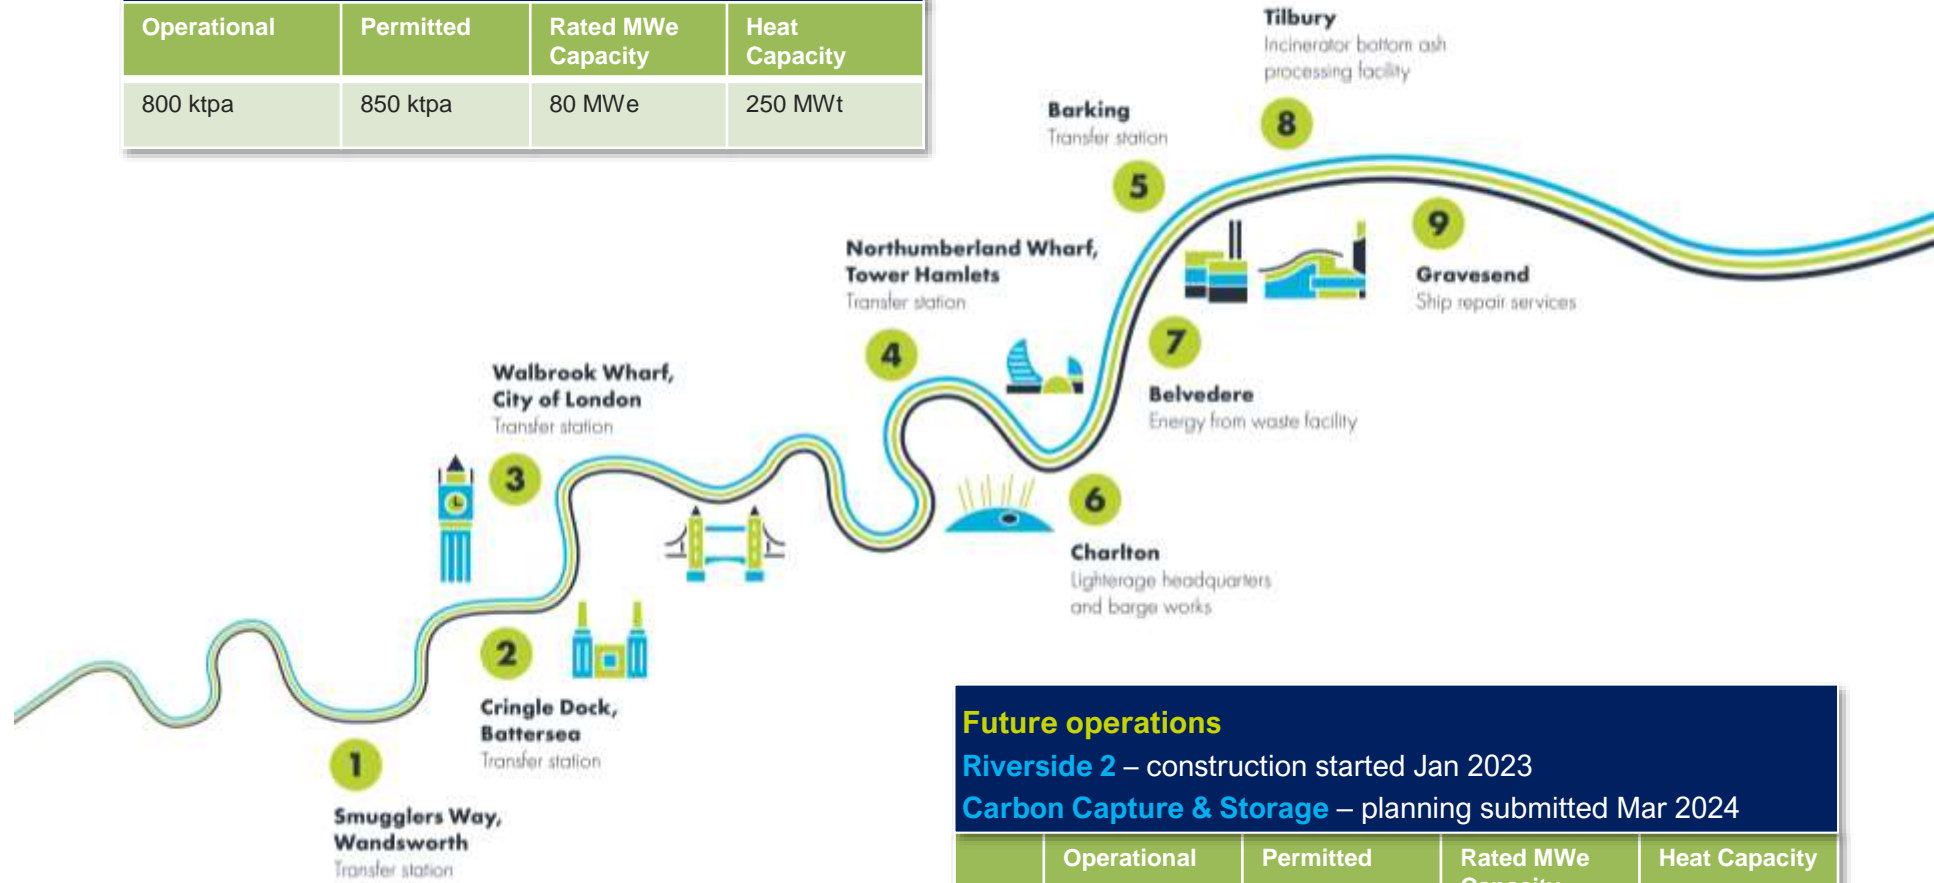 Operational Permitted Rated MWe Capacity Heat Capacity
800 ktpa 850 ktpa 80 MWe 250 MWt
Tilbury
Incinerator bottom ash
processing facility
8
Barking
Transfer station
5
9
Gravesend
Ship repair services
Northumberland Wharf,
Tower Hamlets
Transfer station
4
7
Belvedere
Energy from waste facility
Walbrook Wharf,
City of London
Transfer station
3
6
Charlton
Lighterage headquarters
and barge works
2
Cringle Dock,
Battersea
Transfer station
1
Smugglers Way,
Wandsworth
Transfer station
Future operations
Riverside 2 – construction started Jan 2023
Carbon Capture & Storage – planning submitted Mar 2024
Operational Permitted Rated MWe Heat Capacity